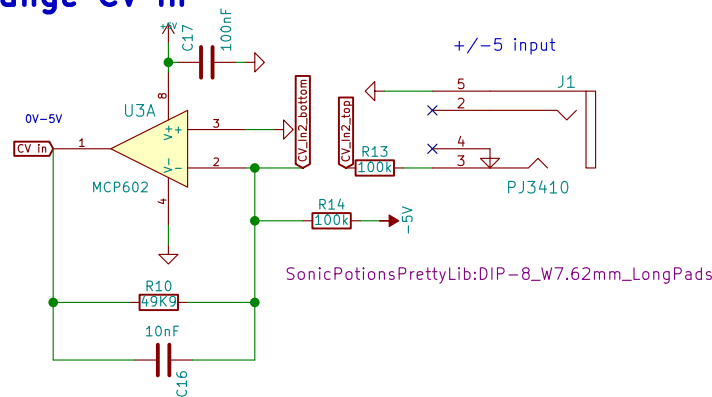 ange CV in
+5V
C17
100nF
+/-5 input
8
U3A
V+
+
3
0V-5V
CV in
1
2
V-
-
MCP602
4
CV_In2_bottom
CV_In2_top
5
J1
2
4
3
PJ3410
R13
100k
R14
100k
-5V
SonicPotionsPrettyLib:DIP-8_W7.62mm_LongPads
R10
49K9
10nF
C16